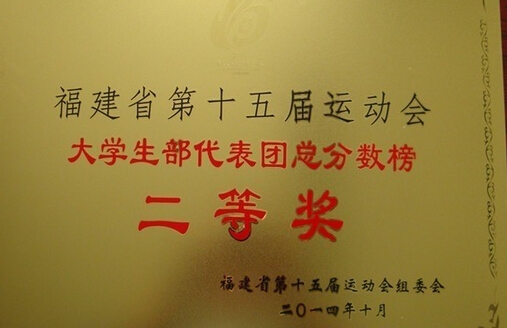 福建省第十五届运动会
大学生部代表团总分数榜
二等奖
福建省第十五届运动会组委会
二〇一四年十月